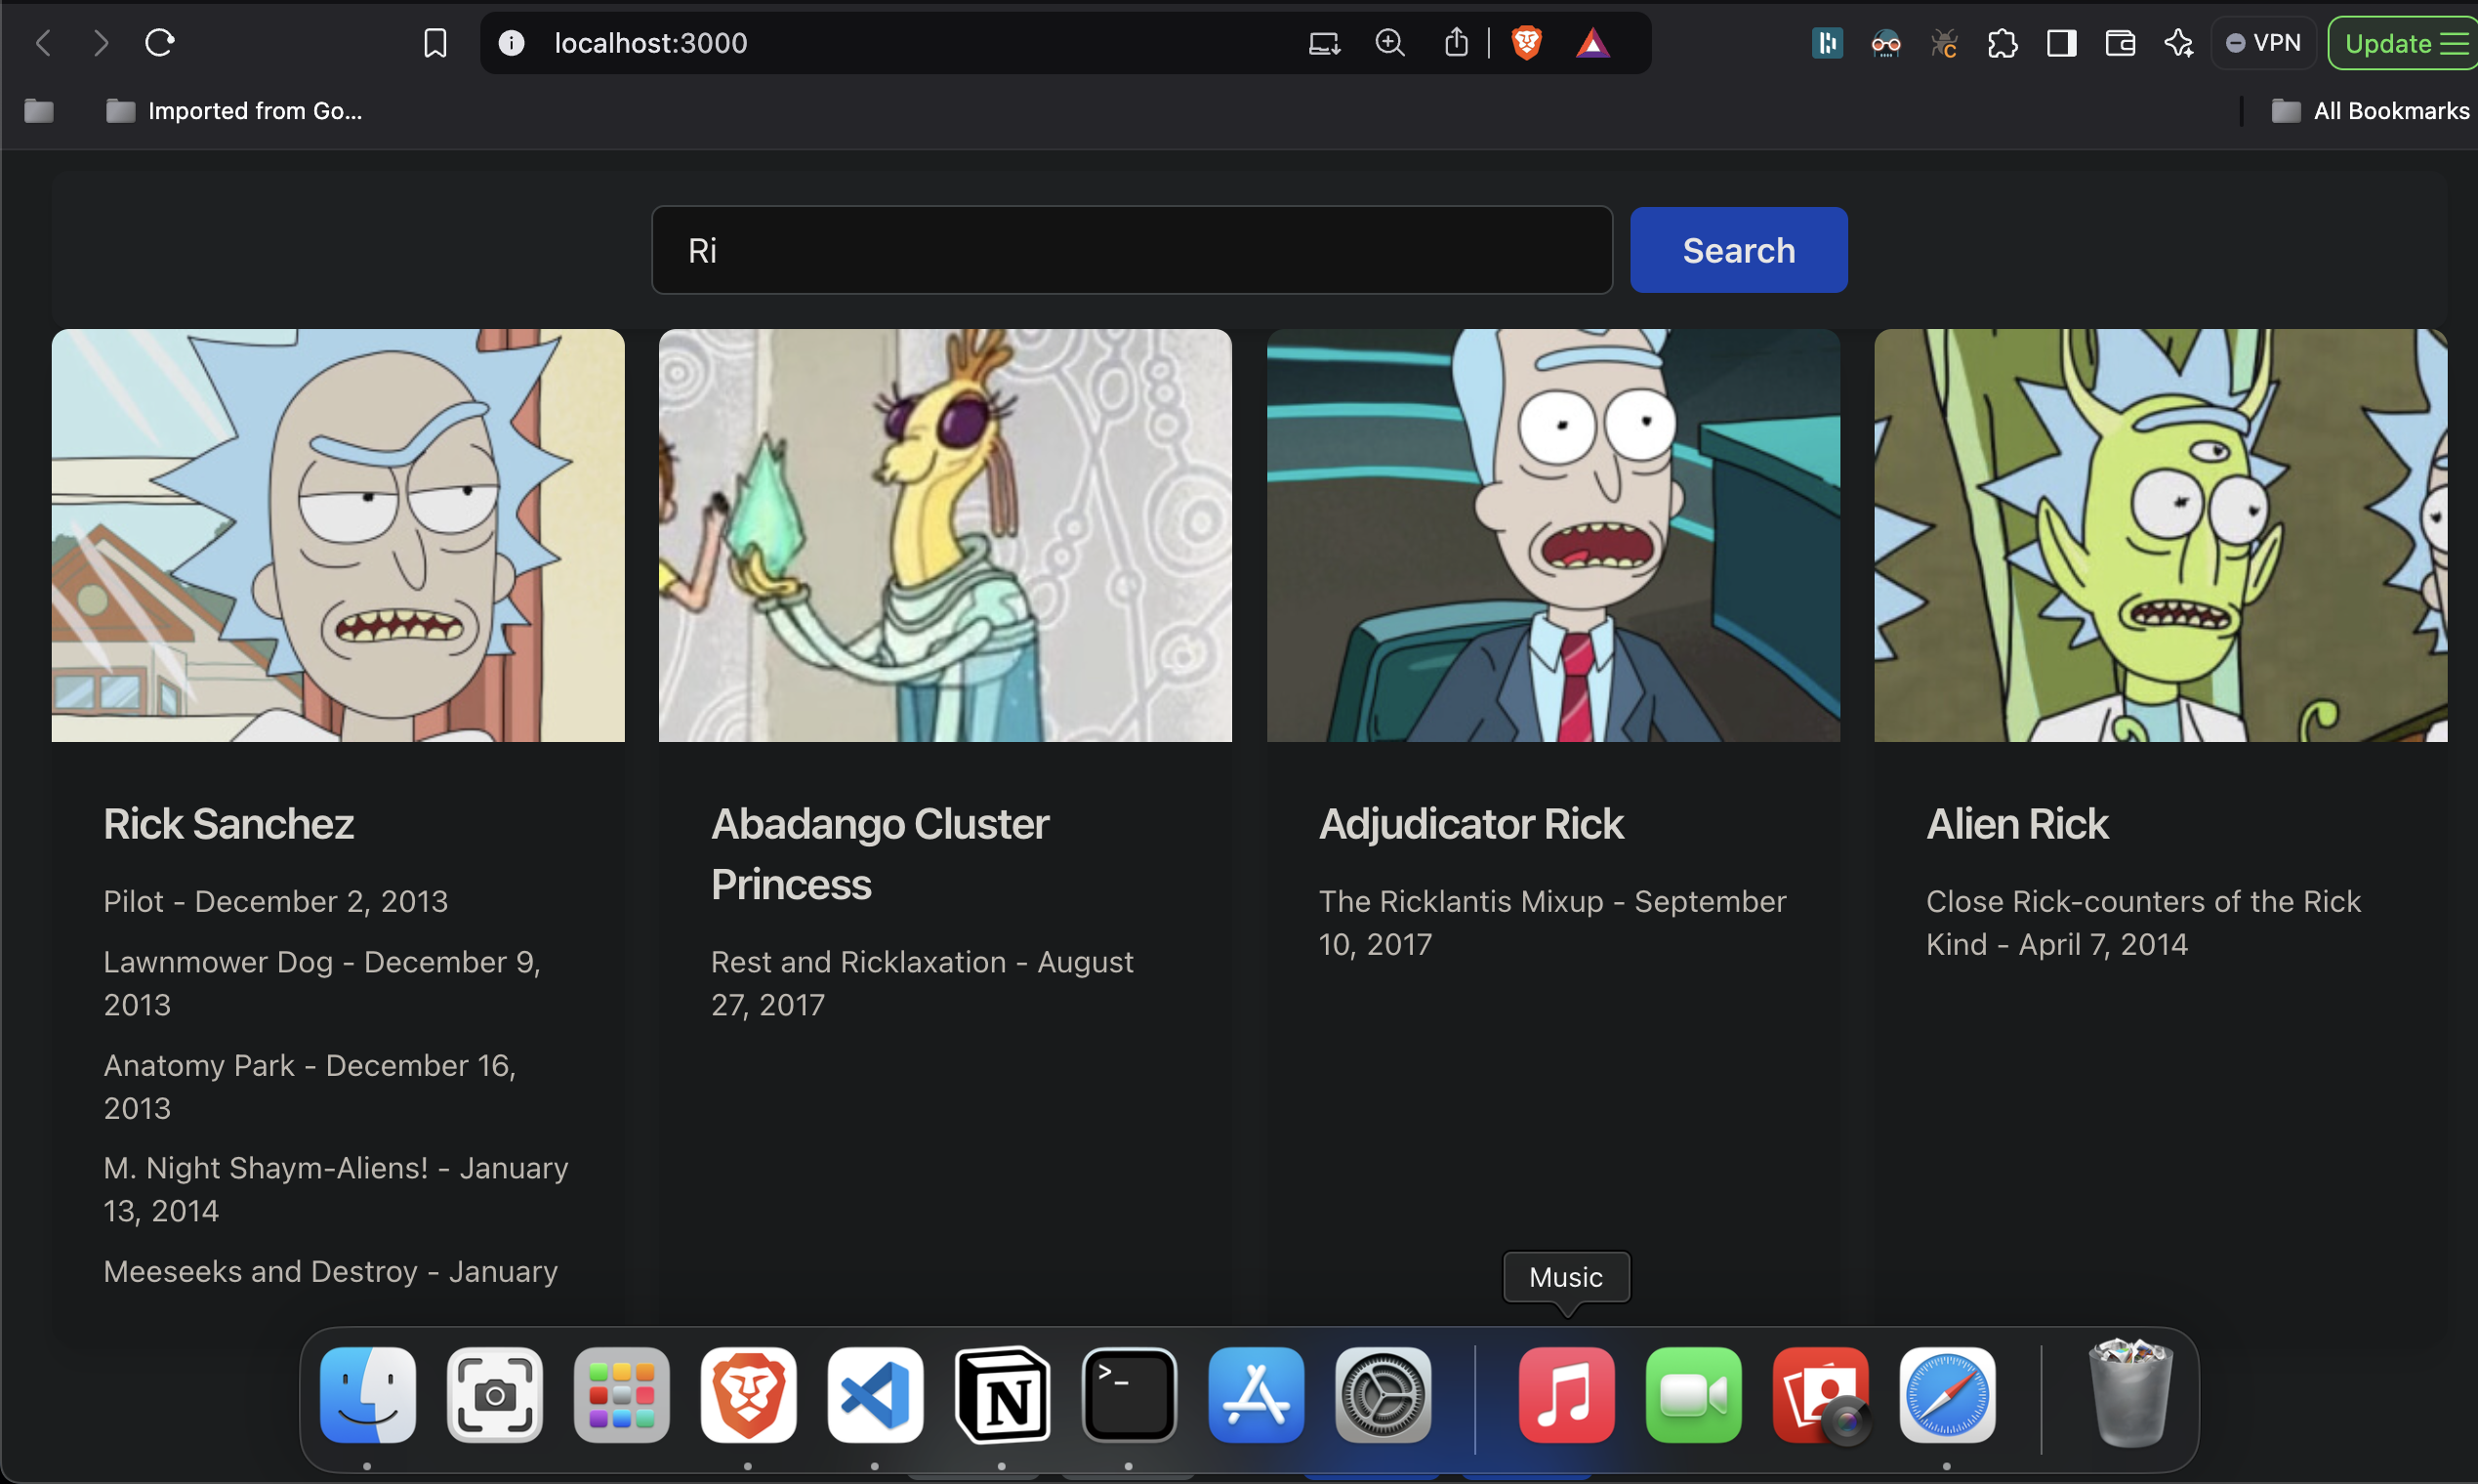 localhost:3000
VPN
Update
Imported from Go...
All Bookmarks
Ri
Search
Rick Sanchez
Pilot - December 2, 2013
Lawnmower Dog - December 9,
2013
Anatomy Park - December 16,
2013
M. Night Shaym-Aliens! - January
13, 2014
Meeseeks and Destroy - January
Abadango Cluster
Princess
Rest and Ricklaxation - August
27, 2017
Adjudicator Rick
The Ricklantis Mixup - September
10, 2017
Alien Rick
Close Rick-counters of the Rick
Kind - April 7, 2014
Music